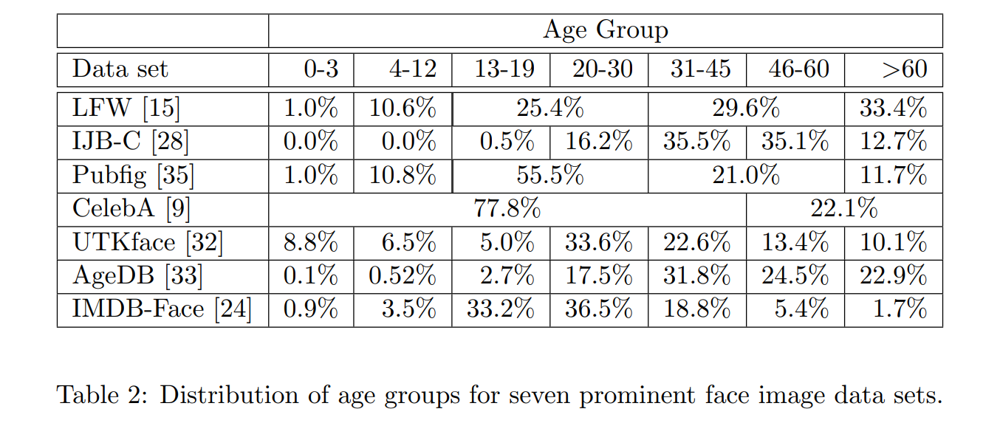 Age Group
Data set 0-3 4-12 13-19 20-30 31-45 46-60 >60
LFW [15] 1.0% 10.6% 25.4% 29.6% 33.4%
IJB-C [28] 0.0% 0.0% 0.5% 16.2% 35.5% 35.1% 12.7%
Pubfig [35] 1.0% 10.8% 55.5% 21.0% 11.7%
CelebA [9] 77.8% 22.1%
UTKface [32] 8.8% 6.5% 5.0% 33.6% 22.6% 13.4% 10.1%
AgeDB [33] 0.1% 0.52% 2.7% 17.5% 31.8% 24.5% 22.9%
IMDB-Face [24] 0.9% 3.5% 33.2% 36.5% 18.8% 5.4% 1.7%
Table 2: Distribution of age groups for seven prominent face image data sets.